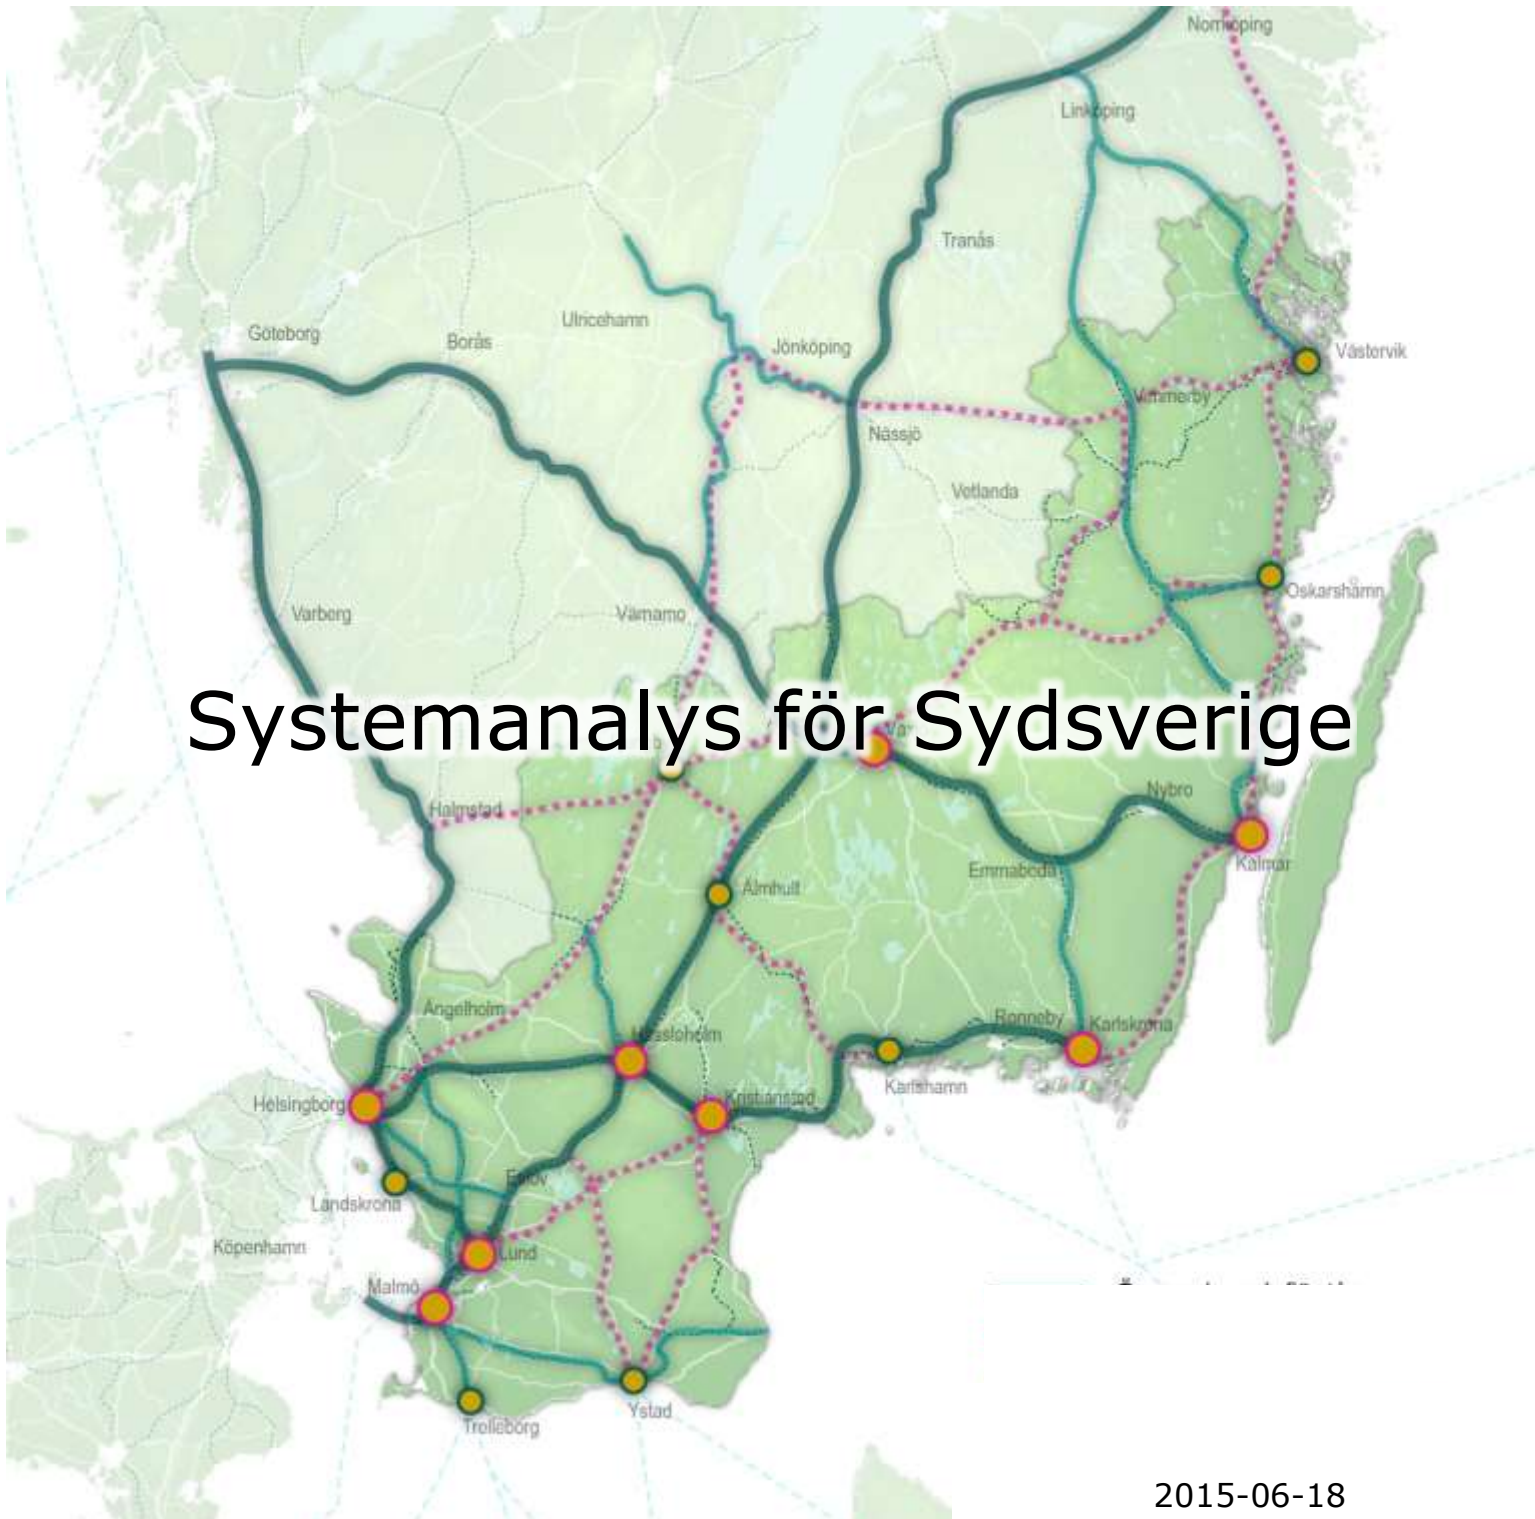 Norrköping
Linköping
Tranås
Göteborg
Borås
Ulricehamn
Jönköping
Västervik
Vimmerby
Nässjö
Vetlanda
Oskarshamn
Varberg
Värnamo
Systemanalys för Sydsverige
Nybro
Halmstad
Kalmar
Emmaboda
Älmhult
Ängelholm
Ronneby
Karlskrona
Hässleholm
Karlshamn
Kristianstad
Helsingborg
Eslöv
Landskrona
Köpenhamn
Lund
Malmö
Ystad
Trelleborg
2015-06-18